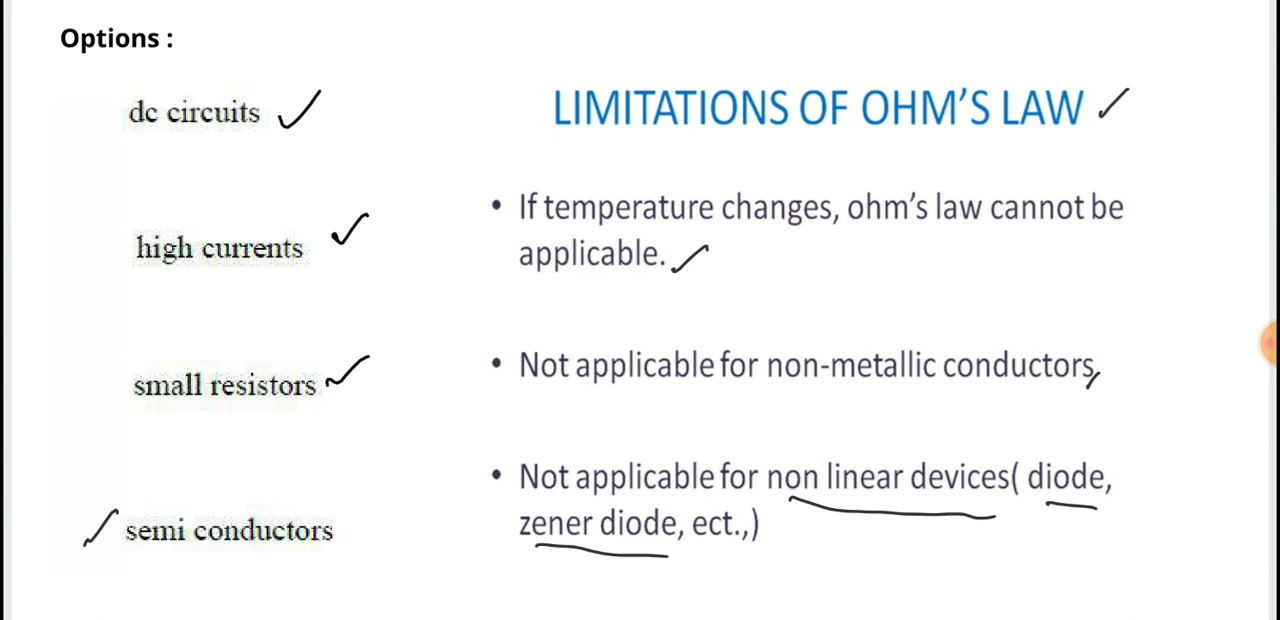 Options :
dc circuits
high currents
small resistors
semi conductors
LIMITATIONS OF OHM'S LAW
• If temperature changes, ohm's law cannot be
applicable.
• Not applicable for non-metallic conductors
• Not applicable for non linear devices( diode,
zener diode, ect.,)